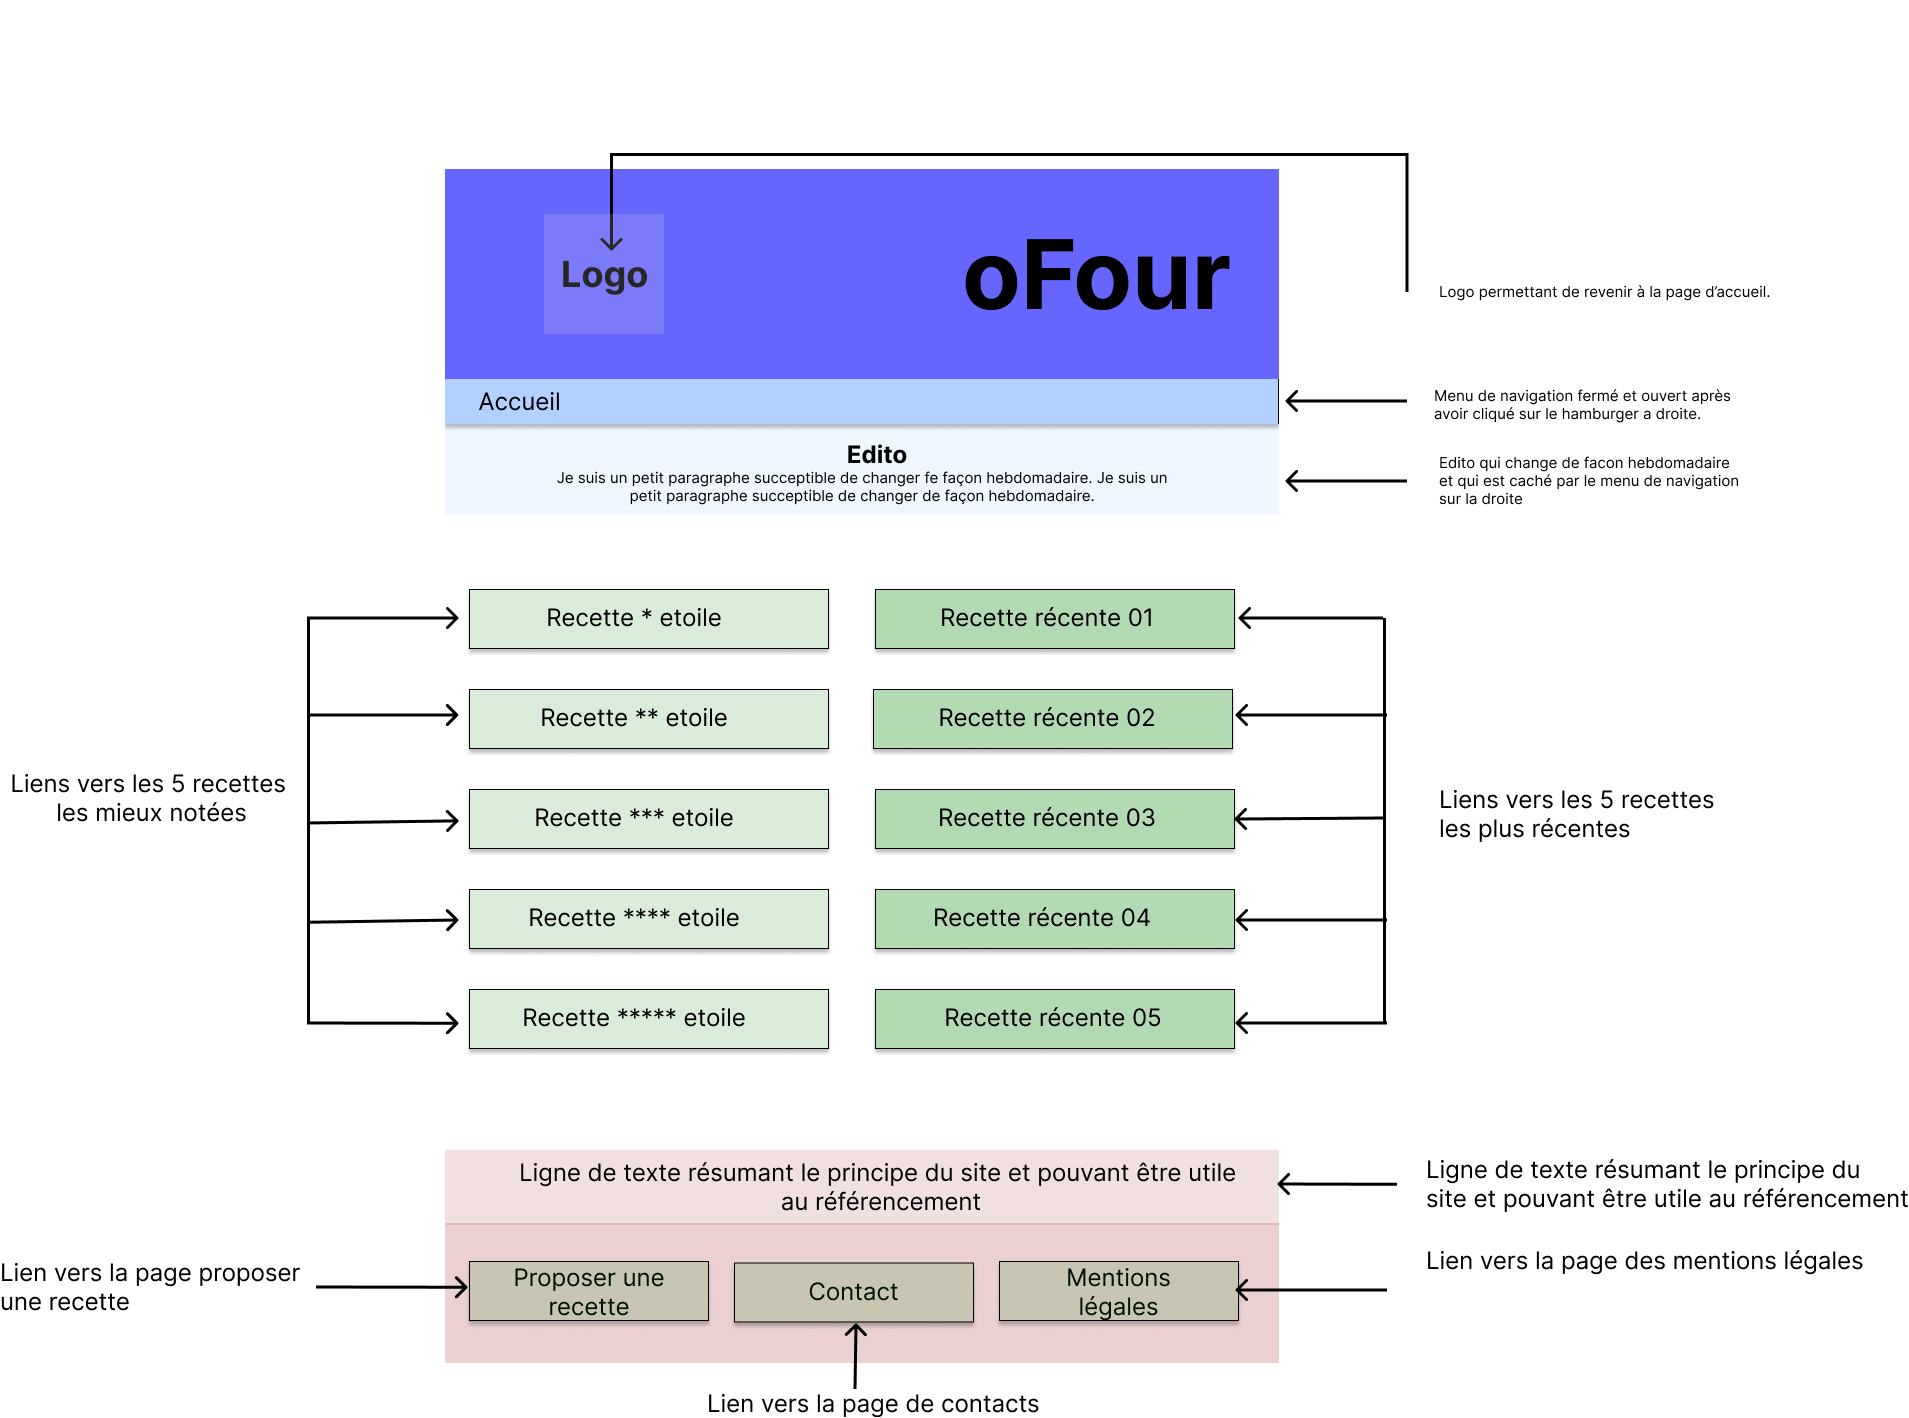 Logo
oFour
Logo permettant de revenir à la page d’accueil.
Accueil
Menu de navigation fermé et ouvert après
avoir cliqué sur le hamburger a droite.
Edito
Je suis un petit paragraphe succeptible de changer fe façon hebdomadaire. Je suis un
petit paragraphe succeptible de changer de façon hebdomadaire.
Edito qui change de facon hebdomadaire
et qui est caché par le menu de navigation
sur la droite
Recette * etoile
Recette récente 01
Recette ** etoile
Recette récente 02
Liens vers les 5 recettes
les mieux notées
Recette *** etoile
Recette récente 03
Liens vers les 5 recettes
les plus récentes
Recette **** etoile
Recette récente 04
Recette ***** etoile
Recette récente 05
Ligne de texte résumant le principe du site et pouvant être utile
au référencement
Ligne de texte résumant le principe du
site et pouvant être utile au référencement
Lien vers la page proposer
une recette
Proposer une
recette
Contact
Mentions
légales
Lien vers la page des mentions légales
Lien vers la page de contacts